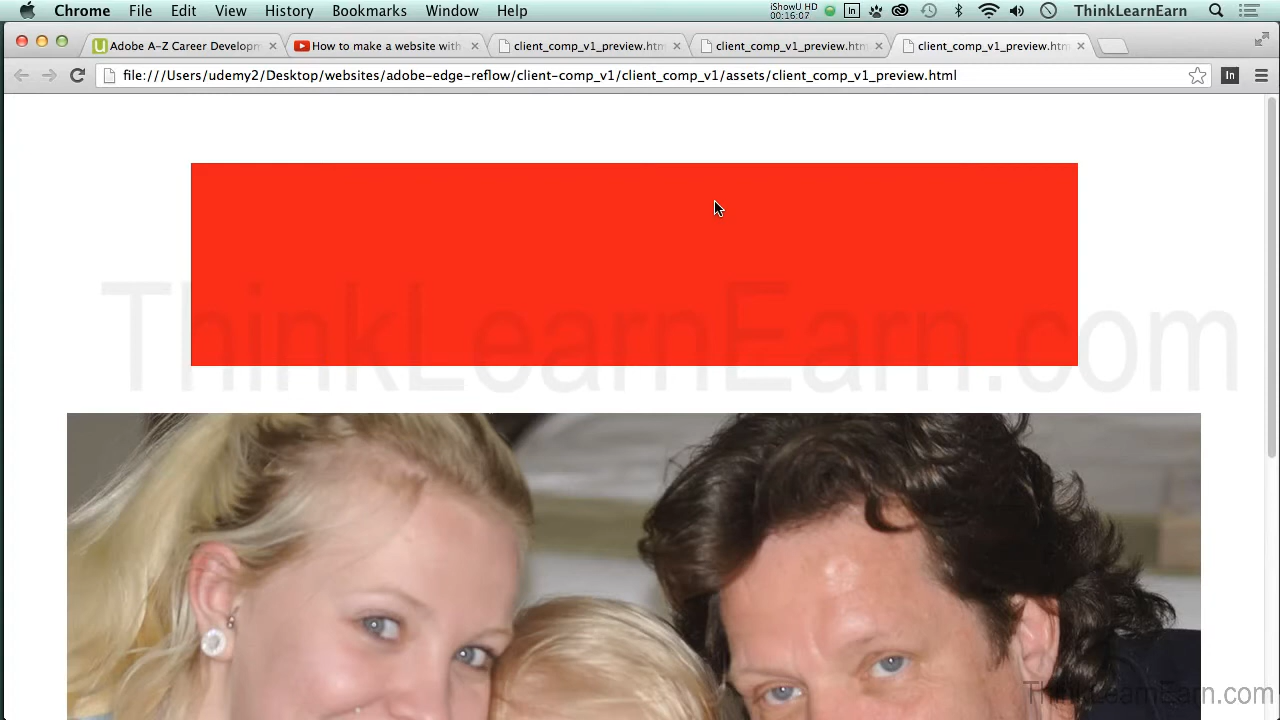 Chrome File Edit View History Bookmarks Window Help iShowU HD 00:16:07 In ThinkLearnEarn
Adobe A-Z Career Developm How to make a website with client_comp_v1_preview.htm client_comp_v1_preview.htm client_comp_v1_preview.htm
file:///Users/udemy2/Desktop/websites/adobe-edge-reflow/client-comp_v1/client_comp_v1/assets/client_comp_v1_preview.html In
ThinkLearnEarn.com
ThinkLearnEarn.com